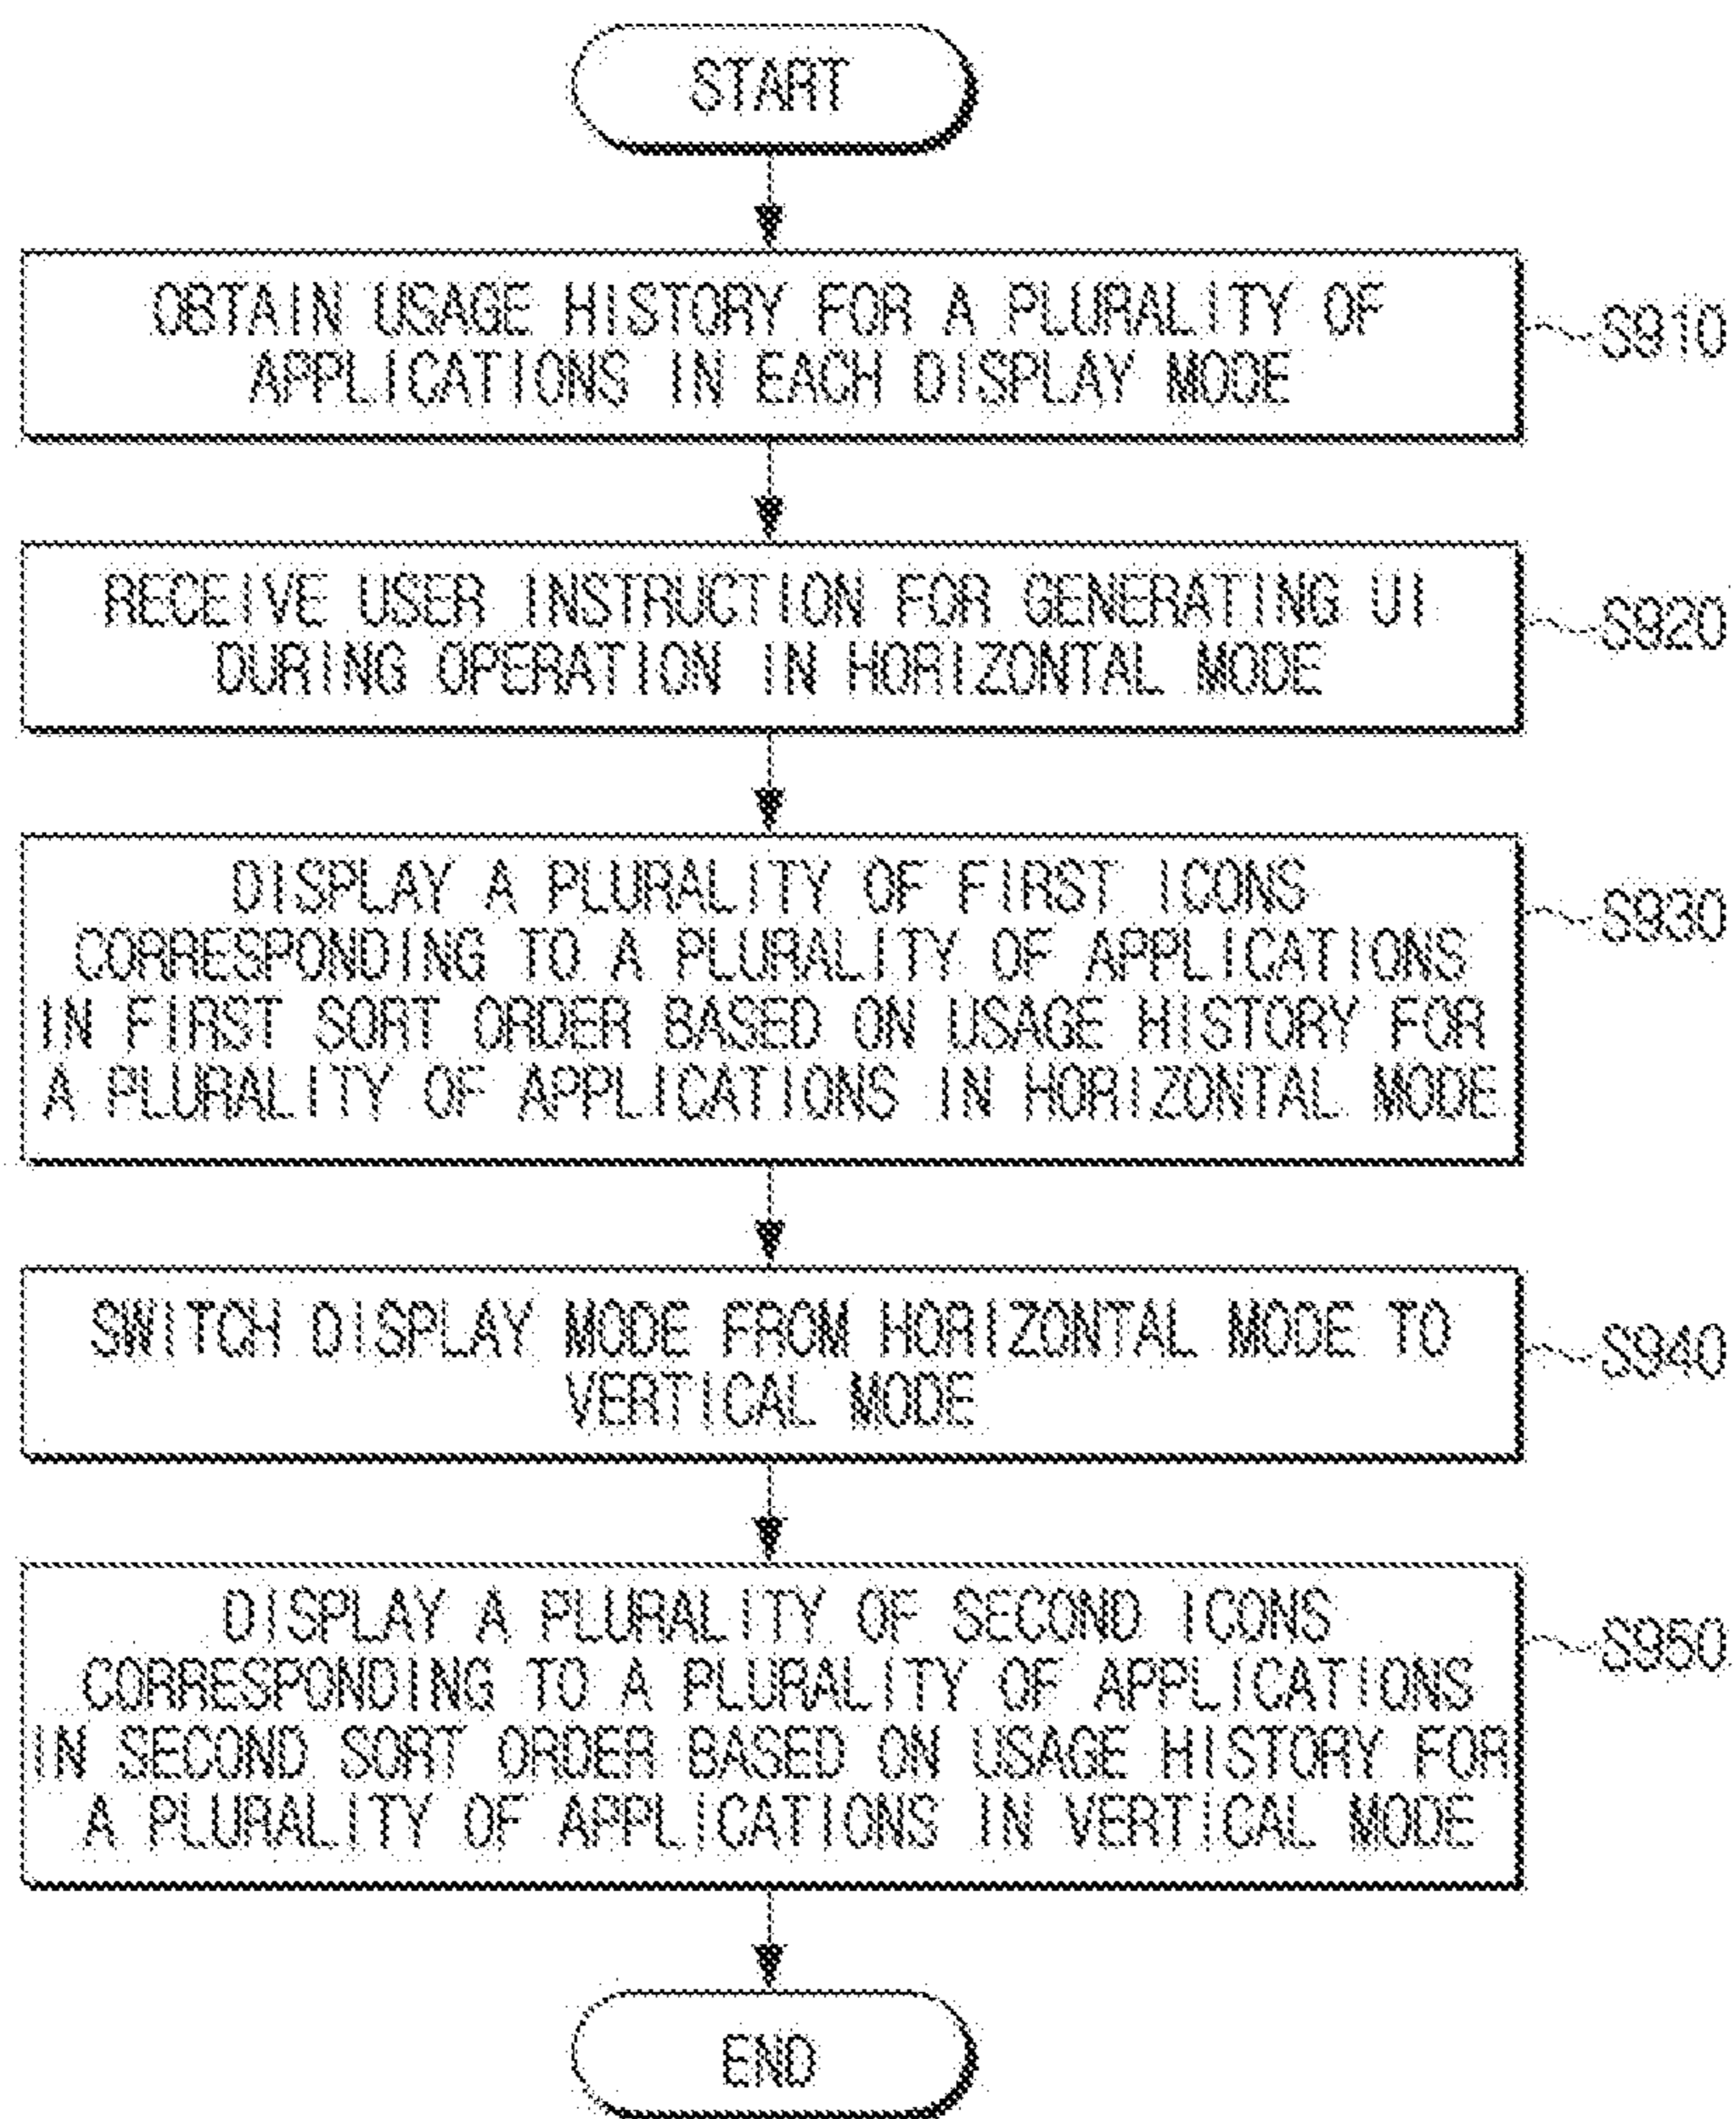 START
OBTAIN USAGE HISTORY FOR A PLURALITY OF
APPLICATIONS IN EACH DISPLAY MODE
S910
RECEIVE USER INSTRUCTION FOR GENERATING UI
DURING OPERATION IN HORIZONTAL MODE
S920
DISPLAY A PLURALITY OF FIRST ICONS
CORRESPONDING TO A PLURALITY OF APPLICATIONS
IN FIRST SORT ORDER BASED ON USAGE HISTORY FOR
A PLURALITY OF APPLICATIONS IN HORIZONTAL MODE
S930
SWITCH DISPLAY MODE FROM HORIZONTAL MODE TO
VERTICAL MODE
S940
DISPLAY A PLURALITY OF SECOND ICONS
CORRESPONDING TO A PLURALITY OF APPLICATIONS
IN SECOND SORT ORDER BASED ON USAGE HISTORY FOR
A PLURALITY OF APPLICATIONS IN VERTICAL MODE
S950
END